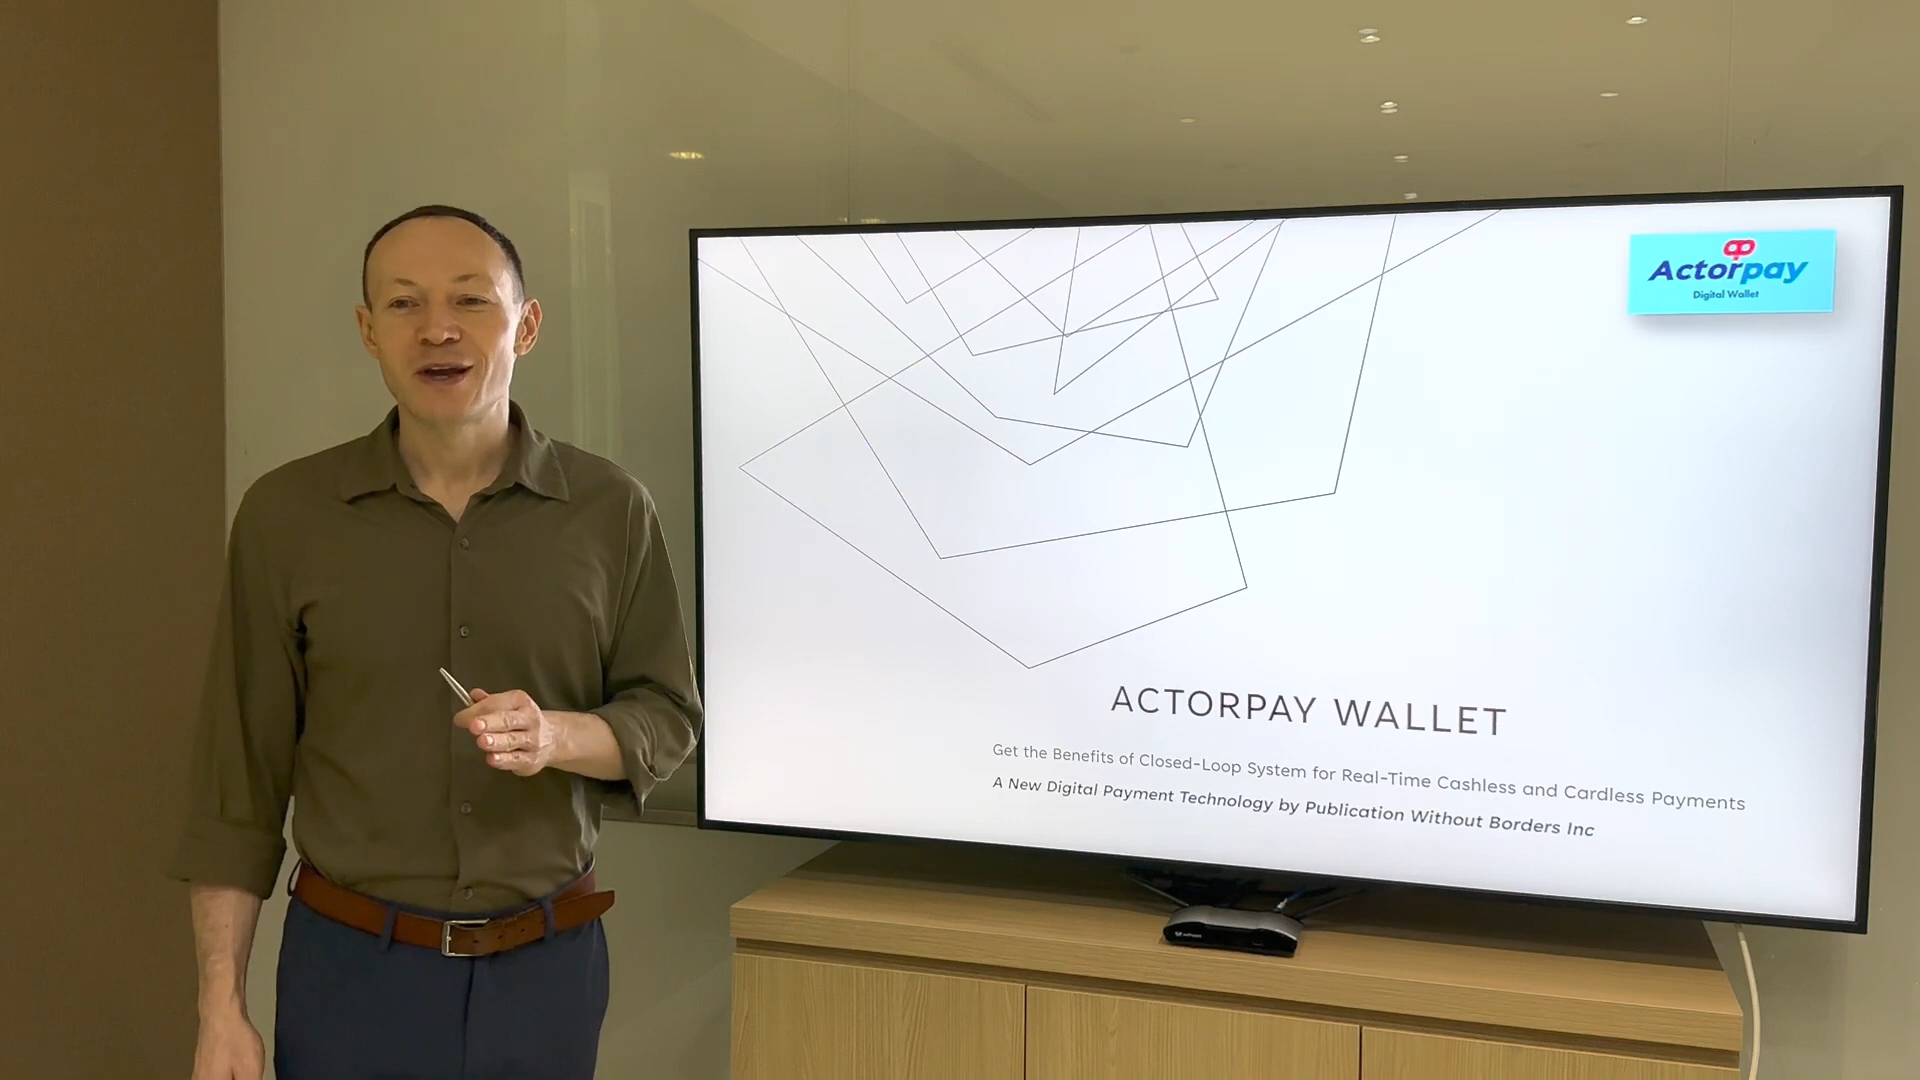 Actorpay
Digital Wallet
ACTORPAY WALLET
Get the Benefits of Closed-Loop System for Real-Time Cashless and Cardless Payments
A New Digital Payment Technology by Publication Without Borders Inc